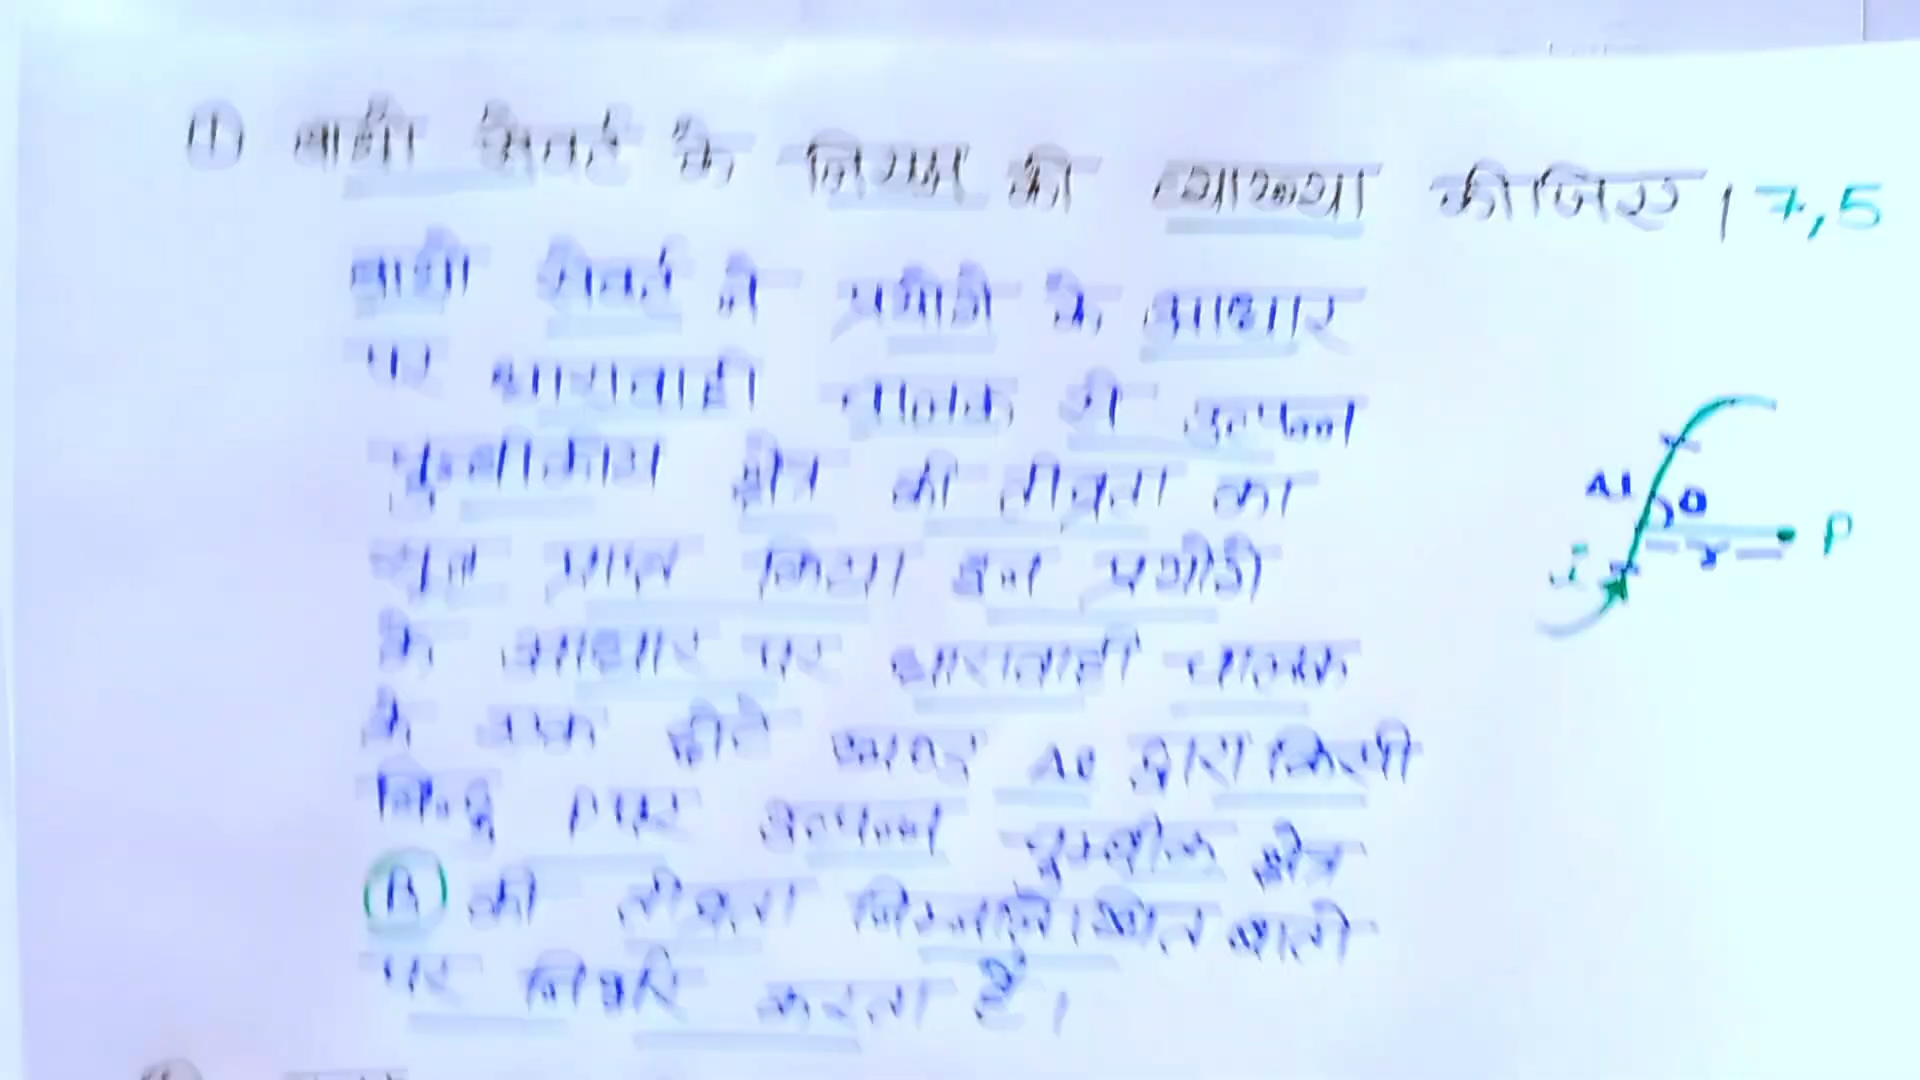 ① बायो सेवर्ट के नियम की व्याख्या कीजिए। 7,5
बायो सेवर्ट ने प्रयोगो के आधार
पर धारावाही चालक से उत्पन्न
चुम्बकीय क्षेत्र की तीव्रता का
प्राप्त किया इन प्रयोगों
के आधार पर धारावाही चालक
के एक छोटे Δl द्वारा किसी
बिन्दु P पर उत्पन्न चुम्बकीय क्षेत्र
B की तीव्रता निम्नलिखित बातो
पर निर्भर करता है।
Δl θ
P
i r